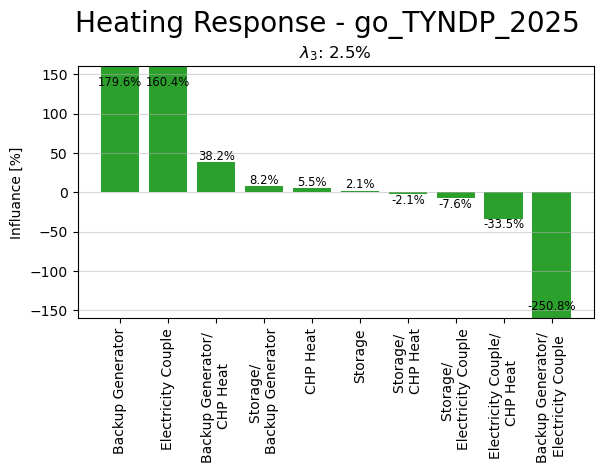 Heating Response - go_TYNDP_2025
λ3: 2.5%
Influance [%]
150
100
50
0
−50
−100
−150
179.6%
160.4%
38.2%
8.2%
5.5%
2.1%
-2.1%
-7.6%
-33.5%
-250.8%
Backup Generator
Electricity Couple
Backup Generator/
CHP Heat
Storage/
Backup Generator
CHP Heat
Storage
Storage/
CHP Heat
Storage/
Electricity Couple
Electricity Couple/
CHP Heat
Backup Generator/
Electricity Couple